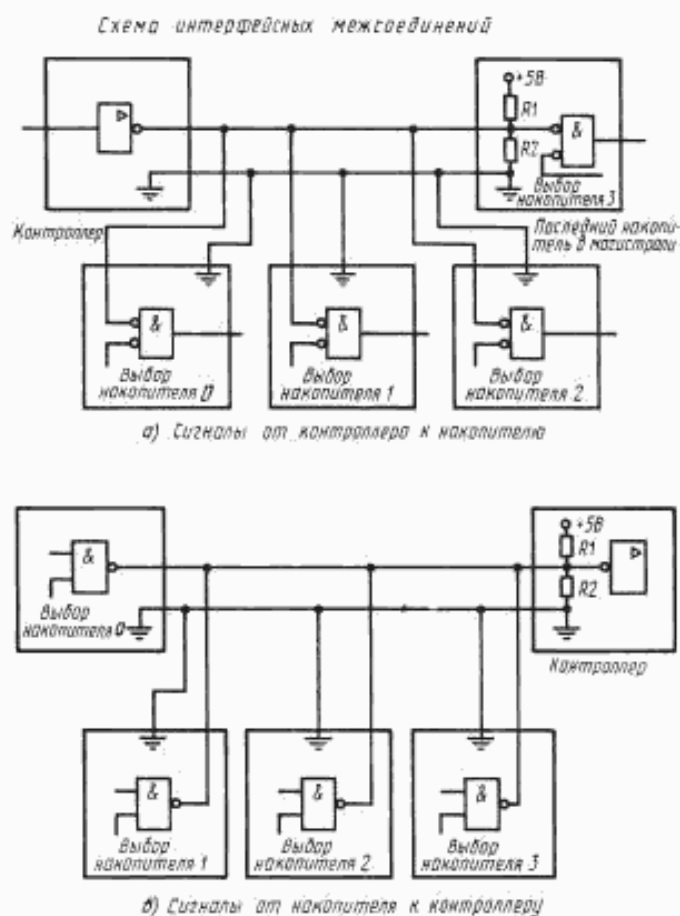 Схема интерфейсных межсоединений
+5В
R1
R2
&
Выбор
накопителя 3
Контроллер
Последний накопи-
тель в магистрали
&
Выбор
накопителя 0
&
Выбор
накопителя 1
&
Выбор
накопителя 2
а) Сигналы от контроллера к накопителю
&
Выбор
накопителя 0
+5В
R1
R2
Контроллер
&
Выбор
накопителя 1
&
Выбор
накопителя 2
&
Выбор
накопителя 3
в) Сигналы от накопителя к контроллеру